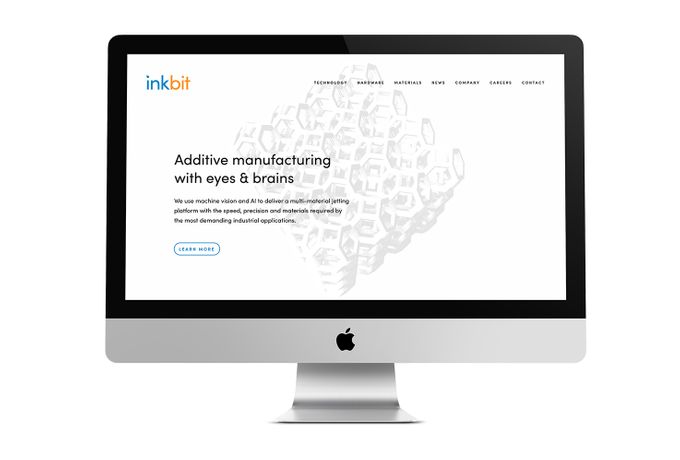 inkbit
TECHNOLOGY HARDWARE MATERIALS NEWS COMPANY CAREERS CONTACT
Additive manufacturing
with eyes & brains
We use machine vision and AI to deliver a multi-material jetting
platform with the speed, precision and materials required by
the most demanding industrial applications.
LEARN MORE